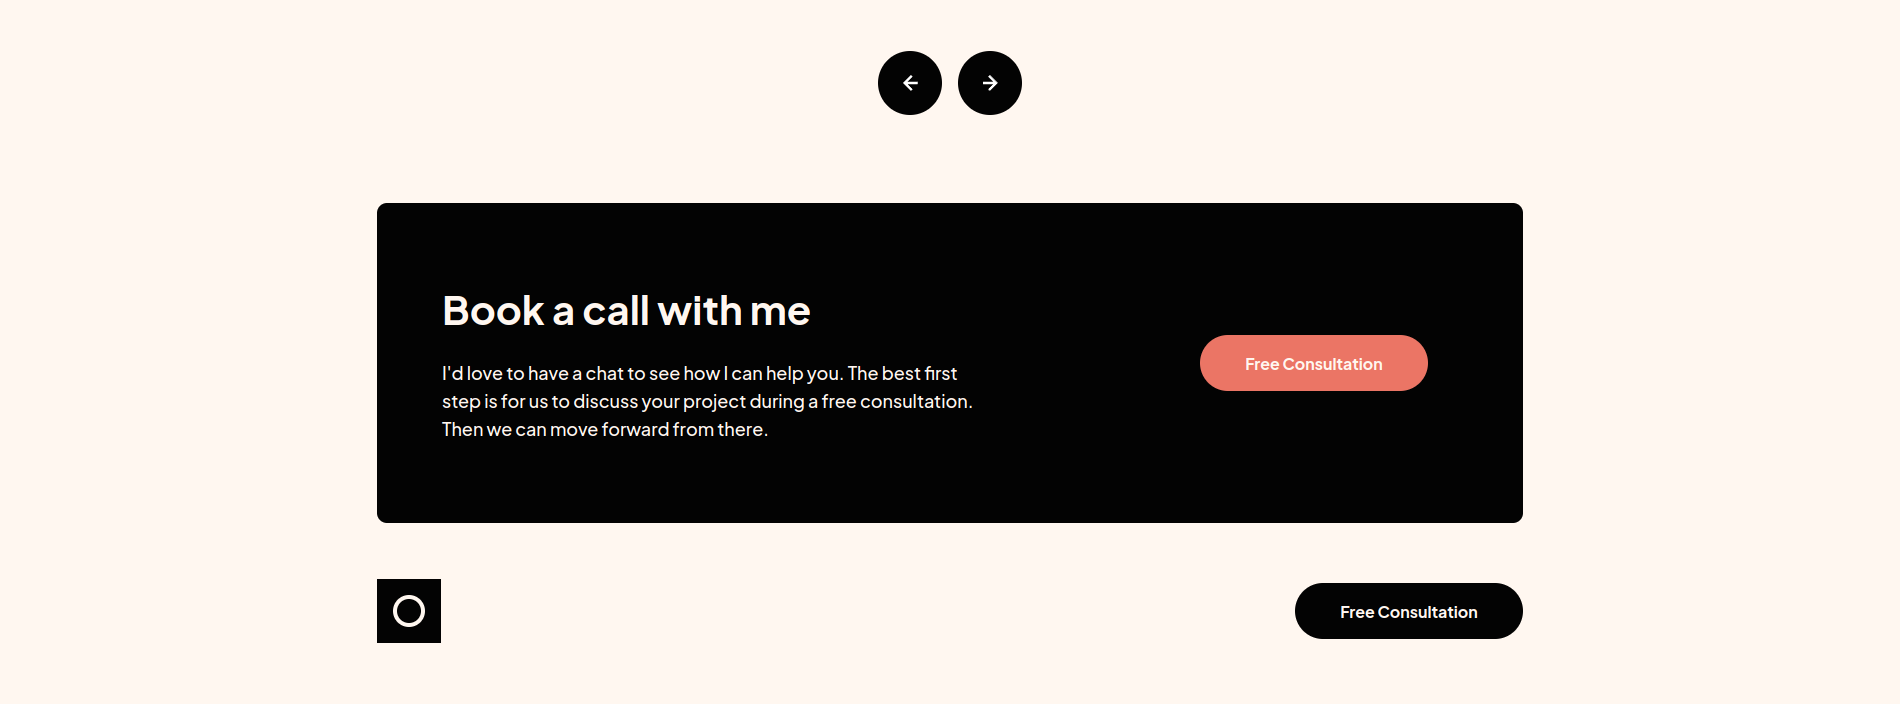 Book a call with me
I'd love to have a chat to see how I can help you. The best first
step is for us to discuss your project during a free consultation.
Then we can move forward from there.
Free Consultation
Free Consultation